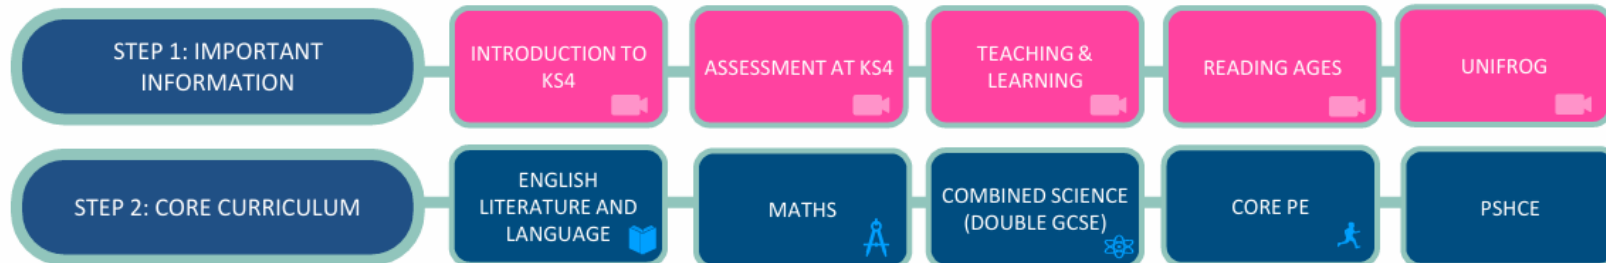 STEP 1: IMPORTANT
INFORMATION
INTRODUCTION TO
KS4
ASSESSMENT AT KS4
TEACHING &
LEARNING
READING AGES
UNIFROG
STEP 2: CORE CURRICULUM
ENGLISH
LITERATURE AND
LANGUAGE
MATHS
COMBINED SCIENCE
(DOUBLE GCSE)
CORE PE
PSHCE